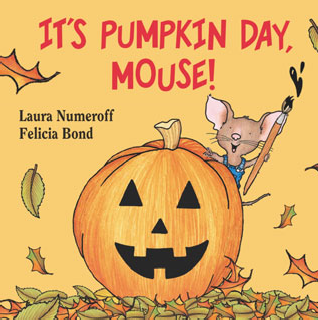 IT'S PUMPKIN DAY,
MOUSE!
Laura Numeroff
Felicia Bond